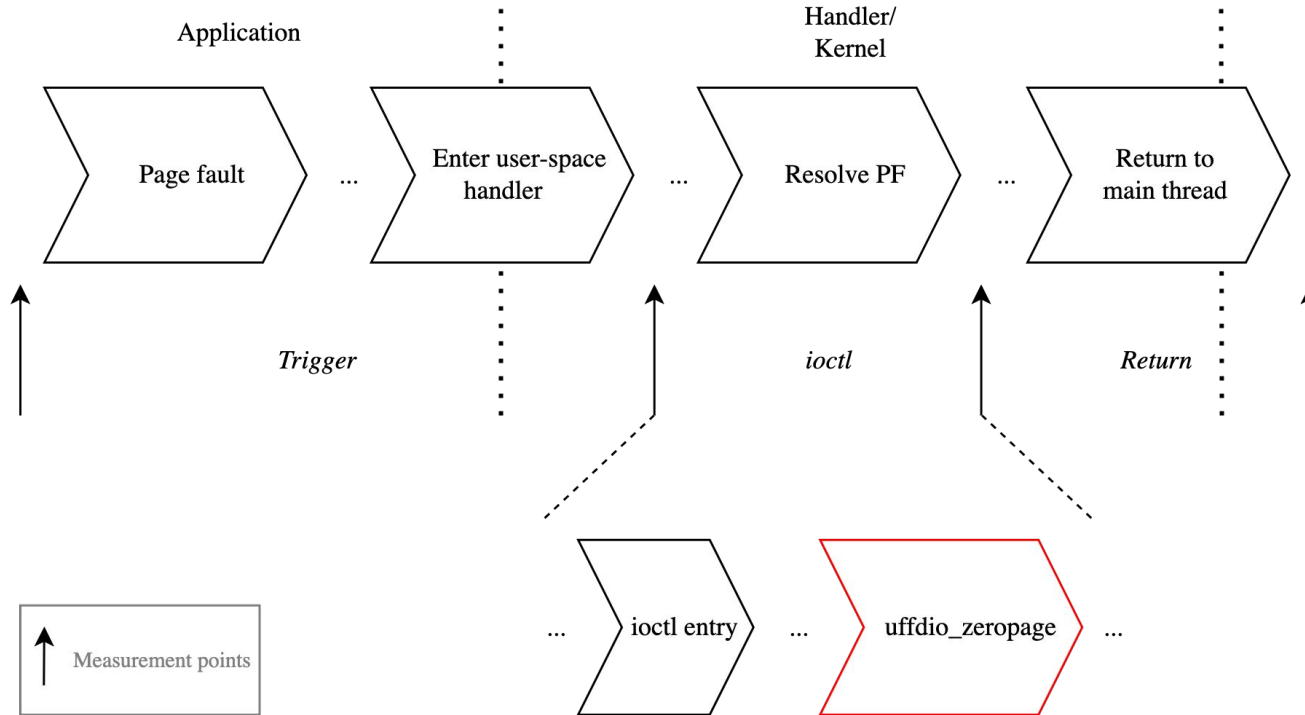 Application
Handler/
Kernel
Page fault
...
Enter user-space
handler
...
Resolve PF
...
Return to
main thread
Trigger
ioctl
Return
...
ioctl entry
...
uffdio_zeropage
...
Measurement points